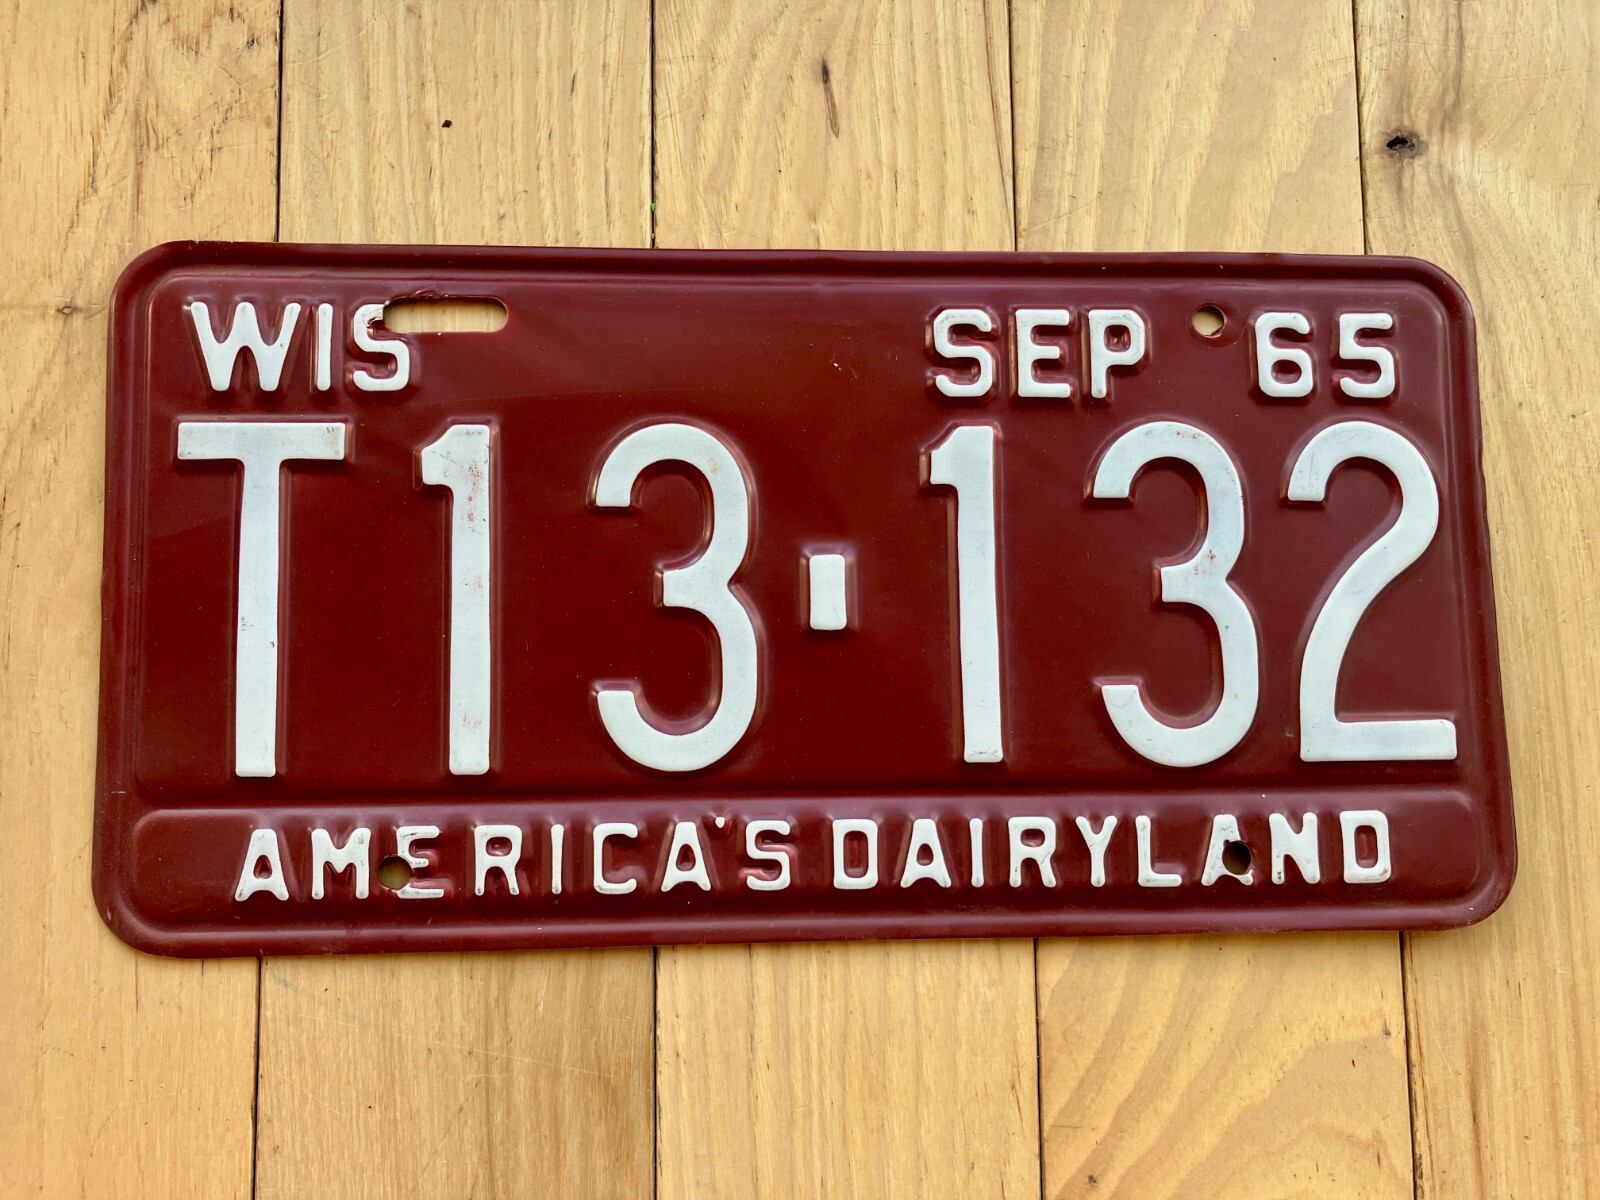 WIS SEP 65
T13-132
AMERICA'S DAIRYLAND